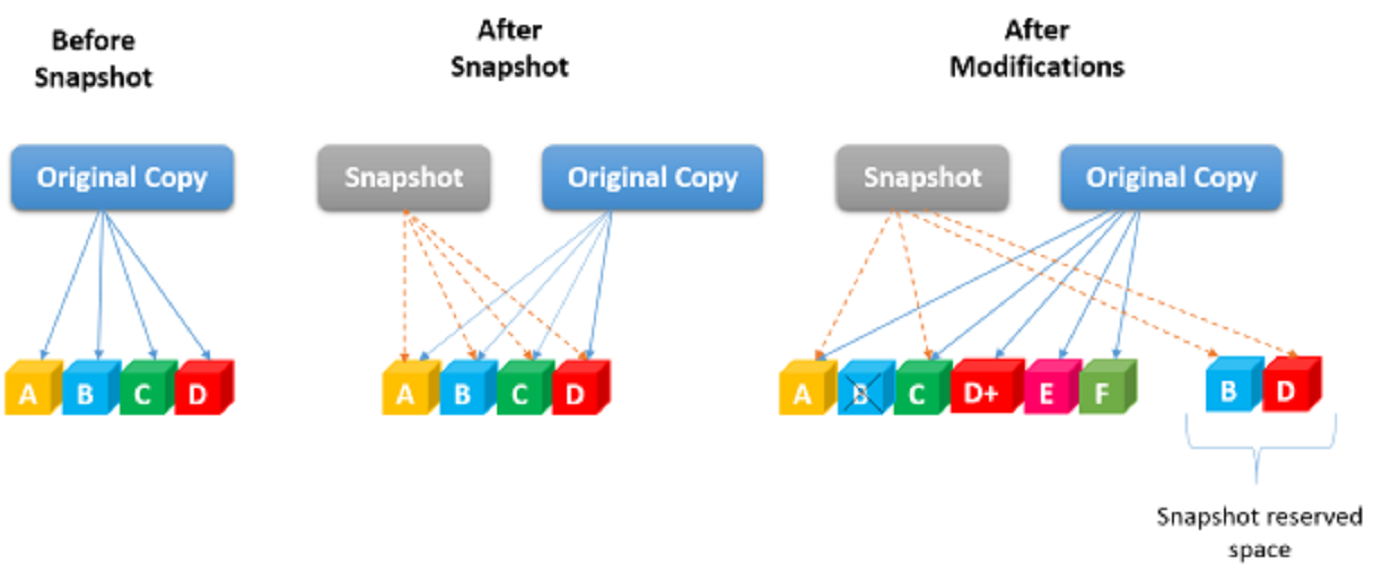 Before
Snapshot
Original Copy
A B C D
After
Snapshot
Snapshot
Original Copy
A B C D
After
Modifications
Snapshot
Original Copy
A B C D+ E F
B D
Snapshot reserved
space